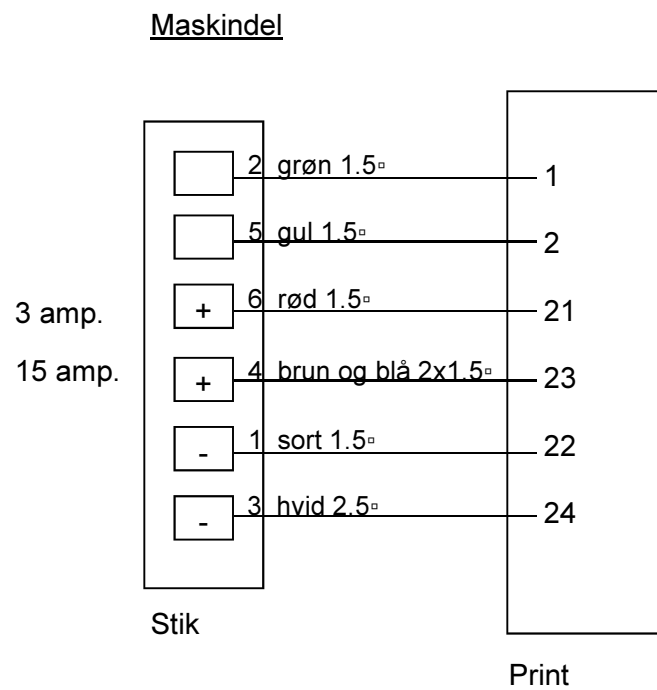 Maskindel
2 grøn 1.5▫ 1
5 gul 1.5▫ 2
3 amp. + 6 rød 1.5▫ 21
15 amp. + 4 brun og blå 2x1.5▫ 23
- 1 sort 1.5▫ 22
- 3 hvid 2.5▫ 24
Stik
Print